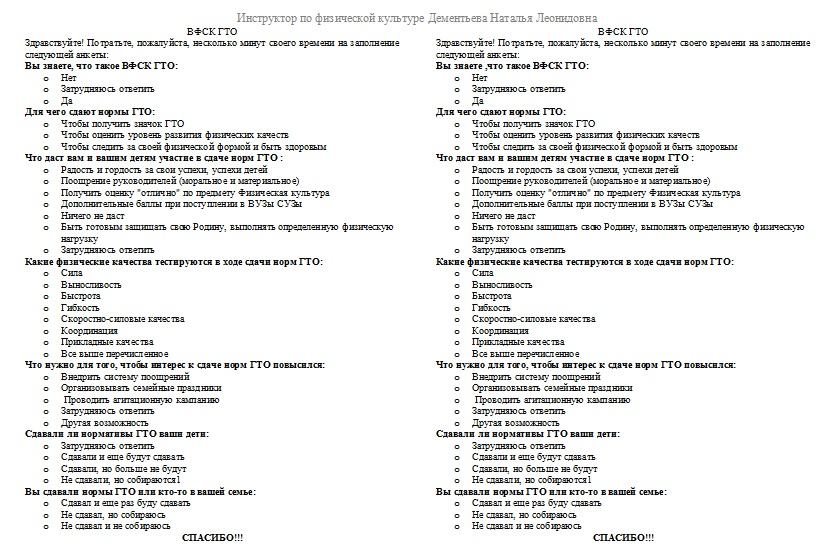 Инструктор по физической культуре Дементьева Наталья Леонидовна
ВФСК ГТО
Здравствуйте! Потратьте, пожалуйста, несколько минут своего времени на заполнение
следующей анкеты:
Вы знаете, что такое ВФСК ГТО:
o Нет
o Затрудняюсь ответить
o Да
Для чего сдают нормы ГТО:
o Чтобы получить значок ГТО
o Чтобы оценить уровень развития физических качеств
o Чтобы следить за своей физической формой и быть здоровым
Что даст вам и вашим детям участие в сдаче норм ГТО :
o Радость и гордость за свои успехи, успехи детей
o Поощрение руководителей (моральное и материальное)
o Получить оценку "отлично" по предмету Физическая культура
o Дополнительные баллы при поступлении в ВУЗы СУЗы
o Ничего не даст
o Быть готовым защищать свою Родину, выполнять определенную физическую
нагрузку
o Затрудняюсь ответить
Какие физические качества тестируются в ходе сдачи норм ГТО:
o Сила
o Выносливость
o Быстрота
o Гибкость
o Скоростно-силовые качества
o Координация
o Прикладные качества
o Все выше перечисленное
Что нужно для того, чтобы интерес к сдаче норм ГТО повысился:
o Внедрить систему поощрений
o Организовывать семейные праздники
o Проводить агитационную кампанию
o Затрудняюсь ответить
o Другая возможность
Сдавали ли нормативы ГТО ваши дети:
o Затрудняюсь ответить
o Сдавали и еще будут сдавать
o Сдавали, но больше не будут
o Не сдавали, но собираются1
Вы сдавали нормы ГТО или кто-то в вашей семье:
o Сдавал и еще раз буду сдавать
o Не сдавал, но собираюсь
o Не сдавал и не собираюсь
СПАСИБО!!!
ВФСК ГТО
Здравствуйте! Потратьте, пожалуйста, несколько минут своего времени на заполнение
следующей анкеты:
Вы знаете ,что такое ВФСК ГТО:
o Нет
o Затрудняюсь ответить
o Да
Для чего сдают нормы ГТО:
o Чтобы получить значок ГТО
o Чтобы оценить уровень развития физических качеств
o Чтобы следить за своей физической формой и быть здоровым
Что даст вам и вашим детям участие в сдаче норм ГТО :
o Радость и гордость за свои успехи, успехи детей
o Поощрение руководителей (моральное и материальное)
o Получить оценку "отлично" по предмету Физическая культура
o Дополнительные баллы при поступлении в ВУЗы СУЗы
o Ничего не даст
o Быть готовым защищать свою Родину, выполнять определенную физическую
нагрузку
o Затрудняюсь ответить
Какие физические качества тестируются в ходе сдачи норм ГТО:
o Сила
o Выносливость
o Быстрота
o Гибкость
o Скоростно-силовые качества
o Координация
o Прикладные качества
o Все выше перечисленное
Что нужно для того, чтобы интерес к сдаче норм ГТО повысился:
o Внедрить систему поощрений
o Организовывать семейные праздники
o Проводить агитационную кампанию
o Затрудняюсь ответить
o Другая возможность
Сдавали ли нормативы ГТО ваши дети:
o Затрудняюсь ответить
o Сдавали и еще будут сдавать
o Сдавали, но больше не будут
o Не сдавали, но собираются1
Вы сдавали нормы ГТО или кто-то в вашей семье:
o Сдавал и еще раз буду сдавать
o Не сдавал, но собираюсь
o Не сдавал и не собираюсь
СПАСИБО!!!